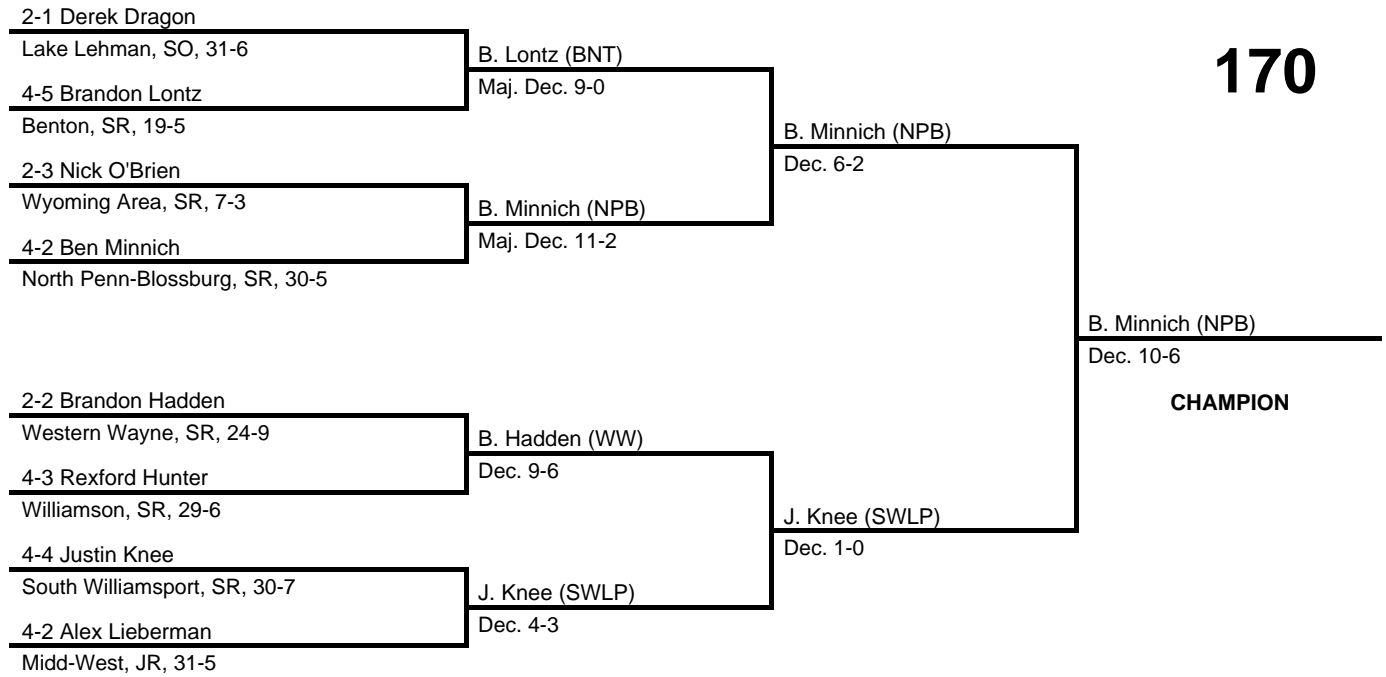 2-1 Derek Dragon
Lake Lehman, SO, 31-6
4-5 Brandon Lontz
Benton, SR, 19-5
2-3 Nick O'Brien
Wyoming Area, SR, 7-3
4-2 Ben Minnich
North Penn-Blossburg, SR, 30-5
2-2 Brandon Hadden
Western Wayne, SR, 24-9
4-3 Rexford Hunter
Williamson, SR, 29-6
4-4 Justin Knee
South Williamsport, SR, 30-7
4-2 Alex Lieberman
Midd-West, JR, 31-5
B. Lontz (BNT)
Maj. Dec. 9-0
B. Minnich (NPB)
Maj. Dec. 11-2
B. Hadden (WW)
Dec. 9-6
J. Knee (SWLP)
Dec. 4-3
B. Minnich (NPB)
Dec. 6-2
J. Knee (SWLP)
Dec. 1-0
170
B. Minnich (NPB)
Dec. 10-6
CHAMPION